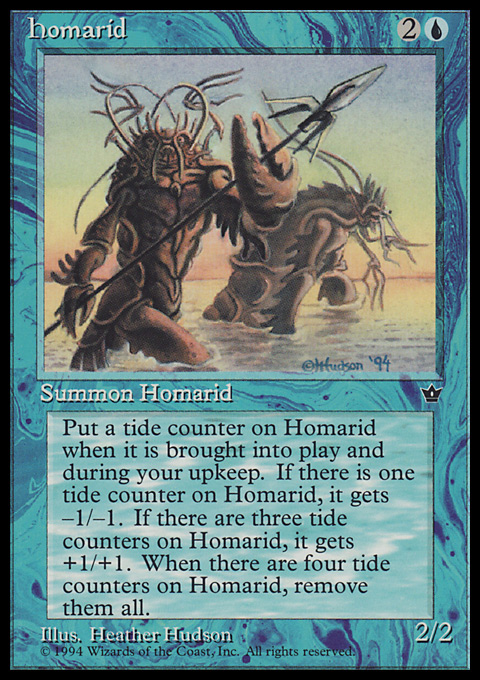 Homarid
2
©HHudson '94
Summon Homarid
Put a tide counter on Homarid
when it is brought into play and
during your upkeep. If there is one
tide counter on Homarid, it gets
–1/–1. If there are three tide
counters on Homarid, it gets
+1/+1. When there are four tide
counters on Homarid, remove
them all.
Illus. Heather Hudson
2/2
© 1994 Wizards of the Coast, Inc. All rights reserved.